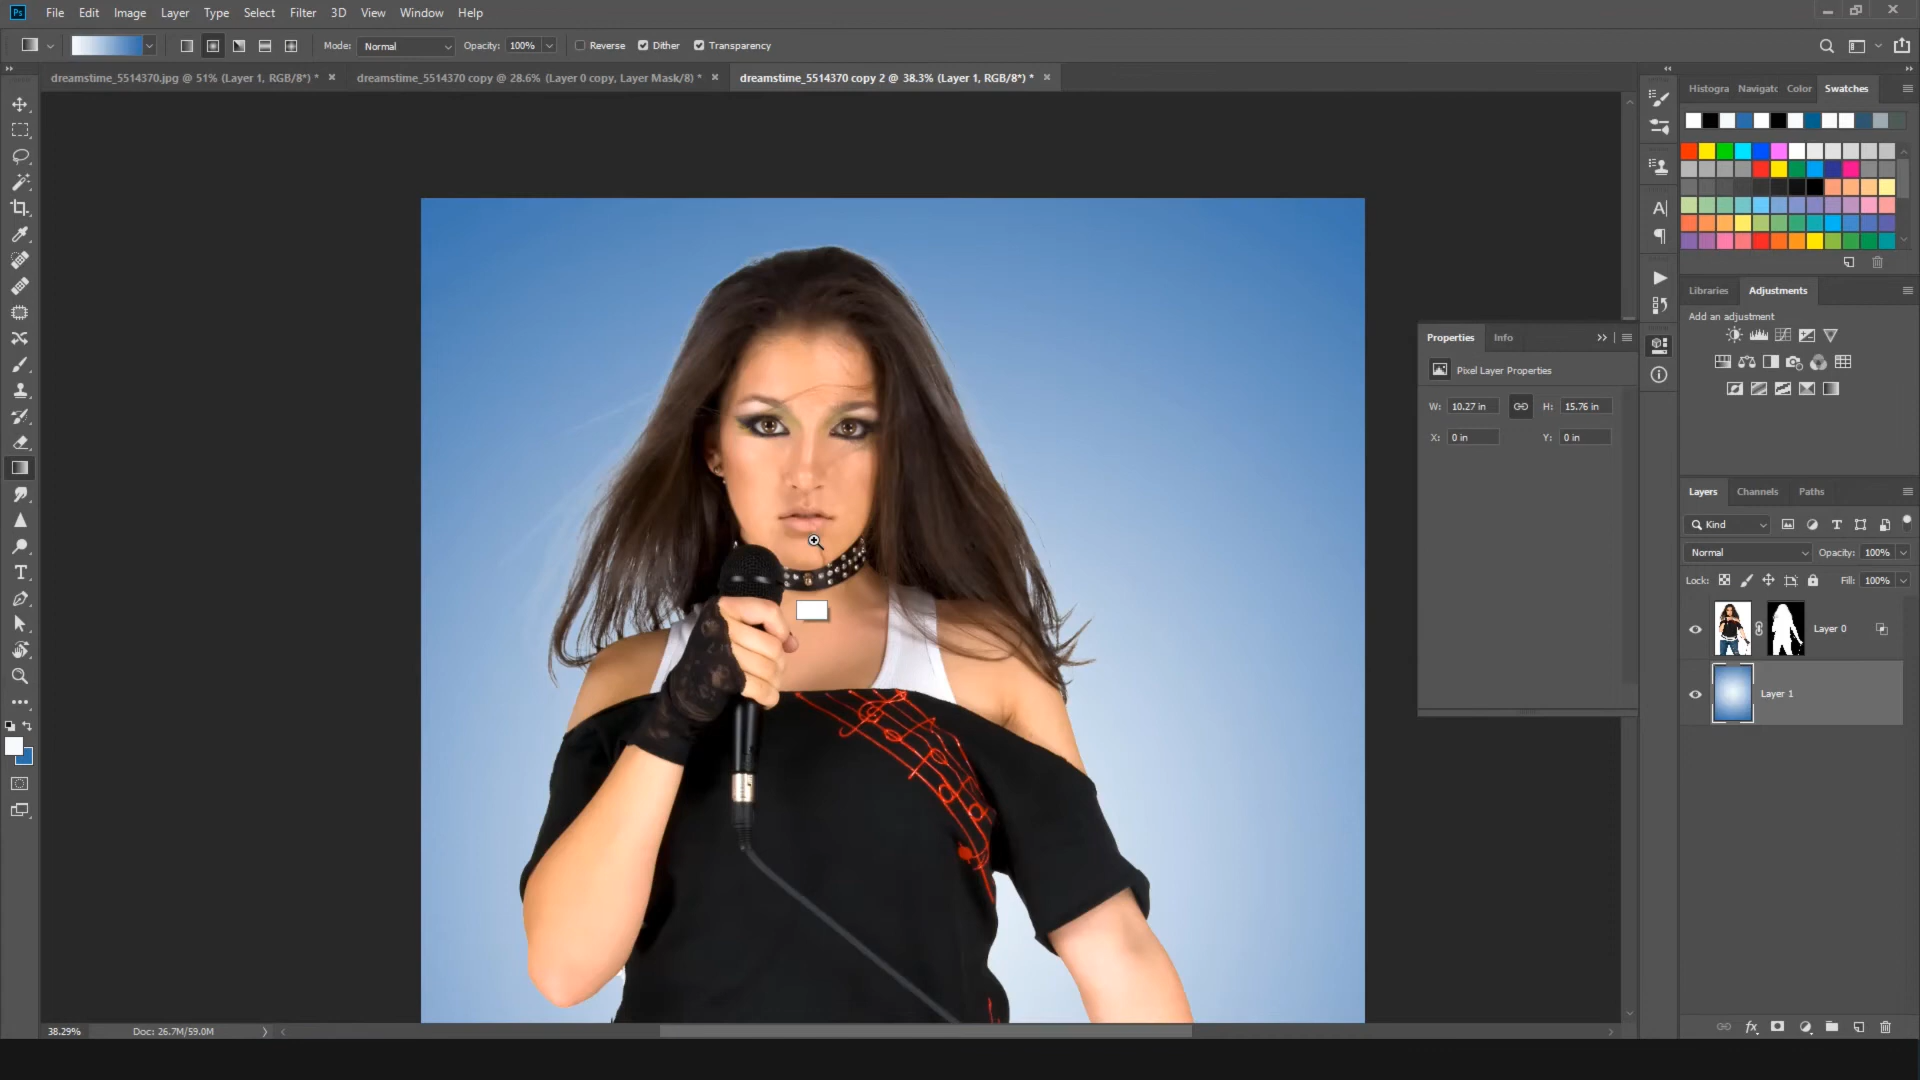 Ps File Edit Image Layer Type Select Filter 3D View Window Help
Mode: Normal Opacity: 100% Reverse Dither Transparency
dreamstime_5514370.jpg @ 51% (Layer 1, RGB/8*) * dreamstime_5514370 copy @ 28.6% (Layer 0 copy, Layer Mask/8) * dreamstime_5514370 copy 2 @ 38.3% (Layer 1, RGB/8*) *
Histogra Navigatc Color Swatches
Libraries Adjustments
Add an adjustment
Properties Info
Pixel Layer Properties
W: 10.27 in H: 15.76 in
X: 0 in Y: 0 in
Layers Channels Paths
Kind
Normal Opacity: 100%
Lock: Fill: 100%
Layer 0
Layer 1
38.29% Doc: 26.7M/59.0M